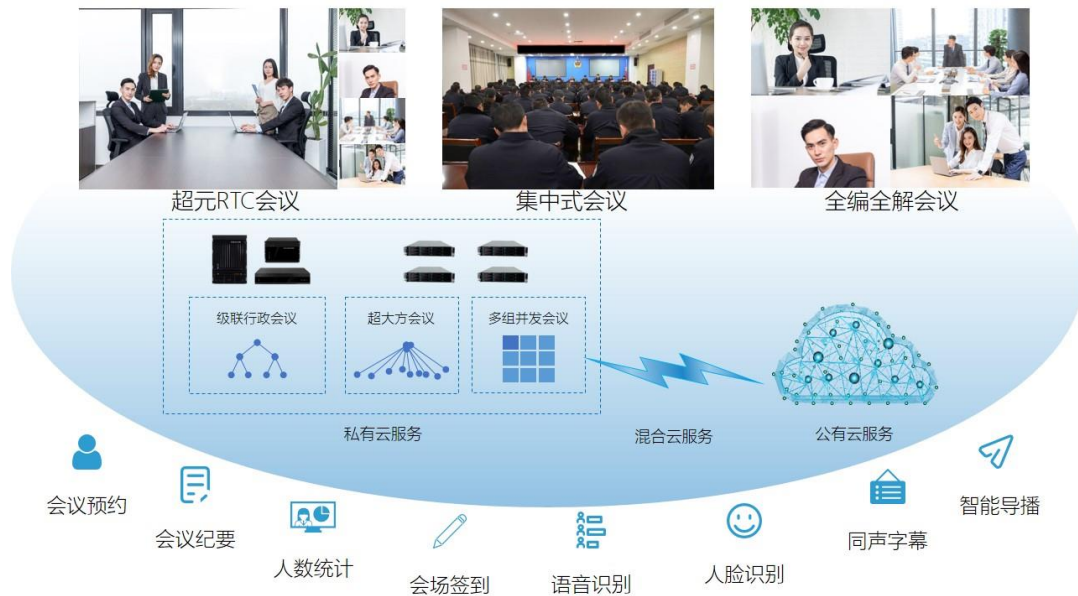 超元RTC会议
集中式会议
全编全解会议
级联行政会议
超大方会议
多组并发会议
私有云服务
混合云服务
公有云服务
会议预约
会议纪要
人数统计
会场签到
语音识别
人脸识别
同声字幕
智能导播